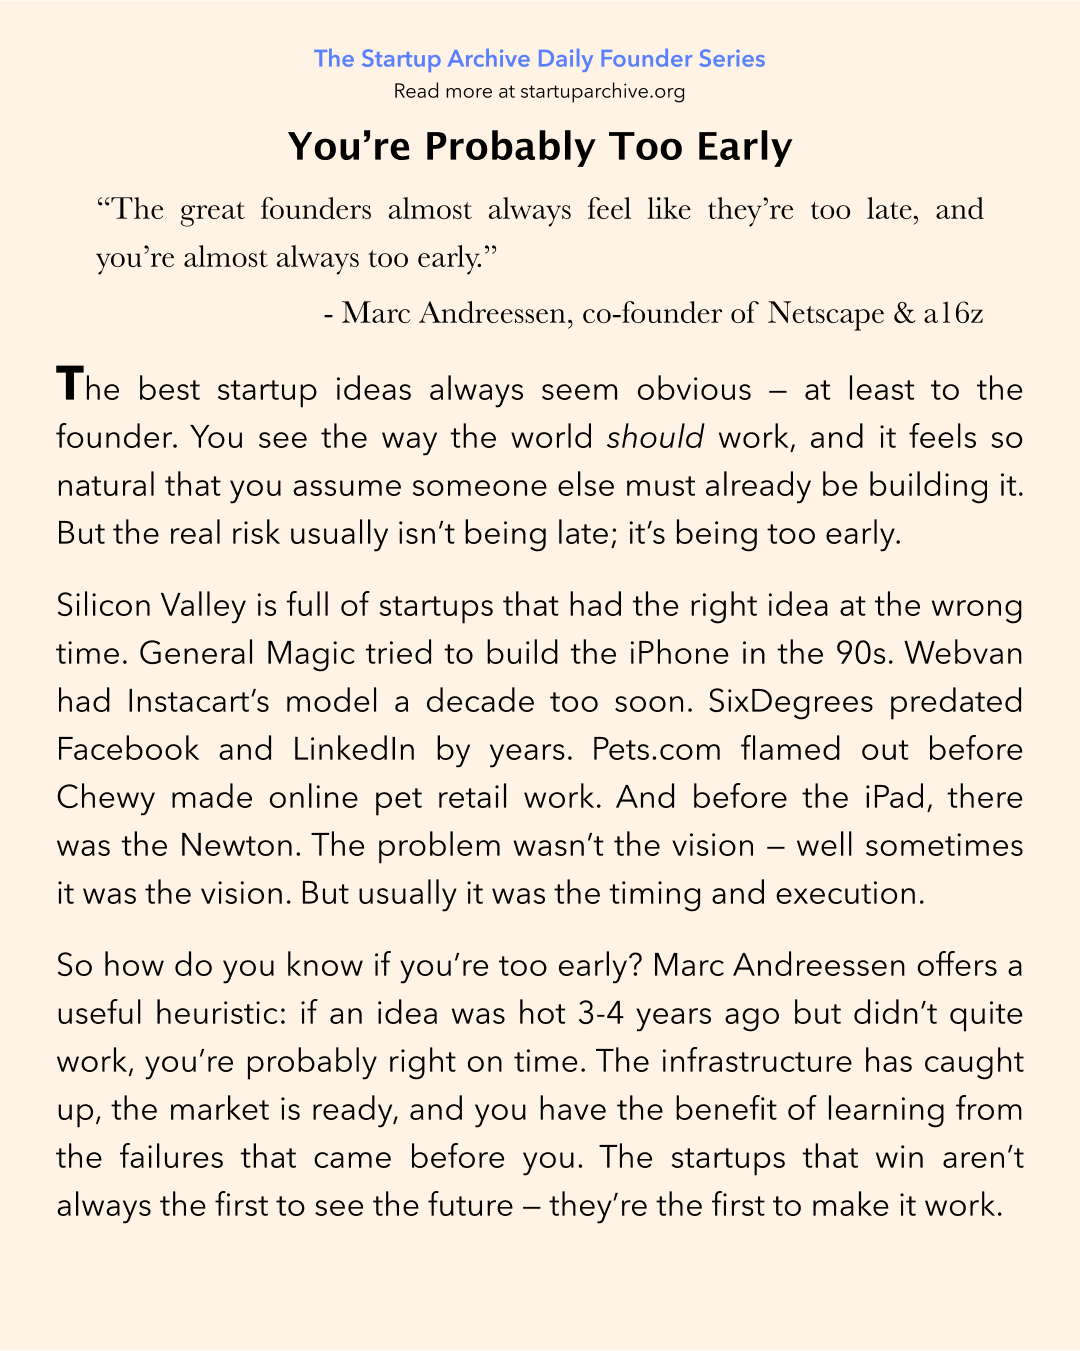 The Startup Archive Daily Founder Series
Read more at startuparchive.org
You’re Probably Too Early
“The great founders almost always feel like they’re too late, and
you’re almost always too early.”
- Marc Andreessen, co-founder of Netscape & a16z
The best startup ideas always seem obvious – at least to the
founder. You see the way the world should work, and it feels so
natural that you assume someone else must already be building it.
But the real risk usually isn’t being late; it’s being too early.
Silicon Valley is full of startups that had the right idea at the wrong
time. General Magic tried to build the iPhone in the 90s. Webvan
had Instacart’s model a decade too soon. SixDegrees predated
Facebook and LinkedIn by years. Pets.com flamed out before
Chewy made online pet retail work. And before the iPad, there
was the Newton. The problem wasn’t the vision – well sometimes
it was the vision. But usually it was the timing and execution.
So how do you know if you’re too early? Marc Andreessen offers a
useful heuristic: if an idea was hot 3-4 years ago but didn’t quite
work, you’re probably right on time. The infrastructure has caught
up, the market is ready, and you have the benefit of learning from
the failures that came before you. The startups that win aren’t
always the first to see the future – they’re the first to make it work.